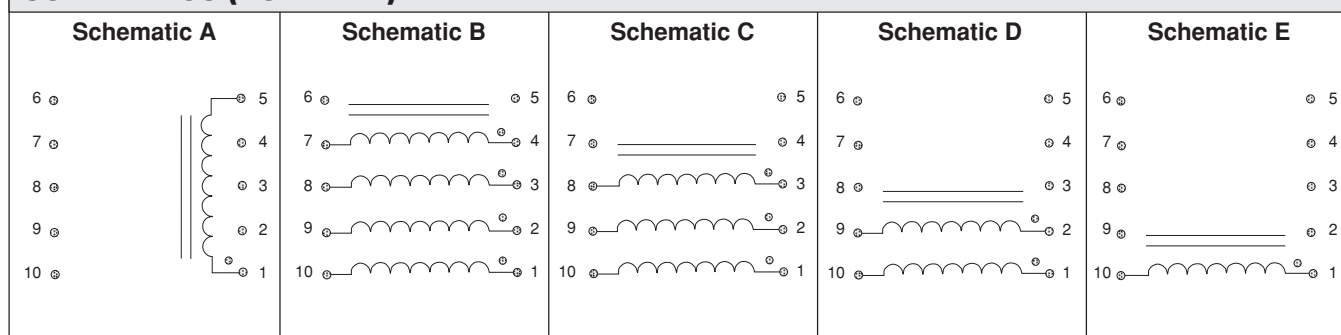 Schematic A Schematic B Schematic C Schematic D Schematic E
6 5 6 5 6 5 6 5 6 5
7 4 7 4 7 4 7 4 7 4
8 3 8 3 8 3 8 3 8 3
9 2 9 2 9 2 9 2 9 2
10 1 10 1 10 1 10 1 10 1